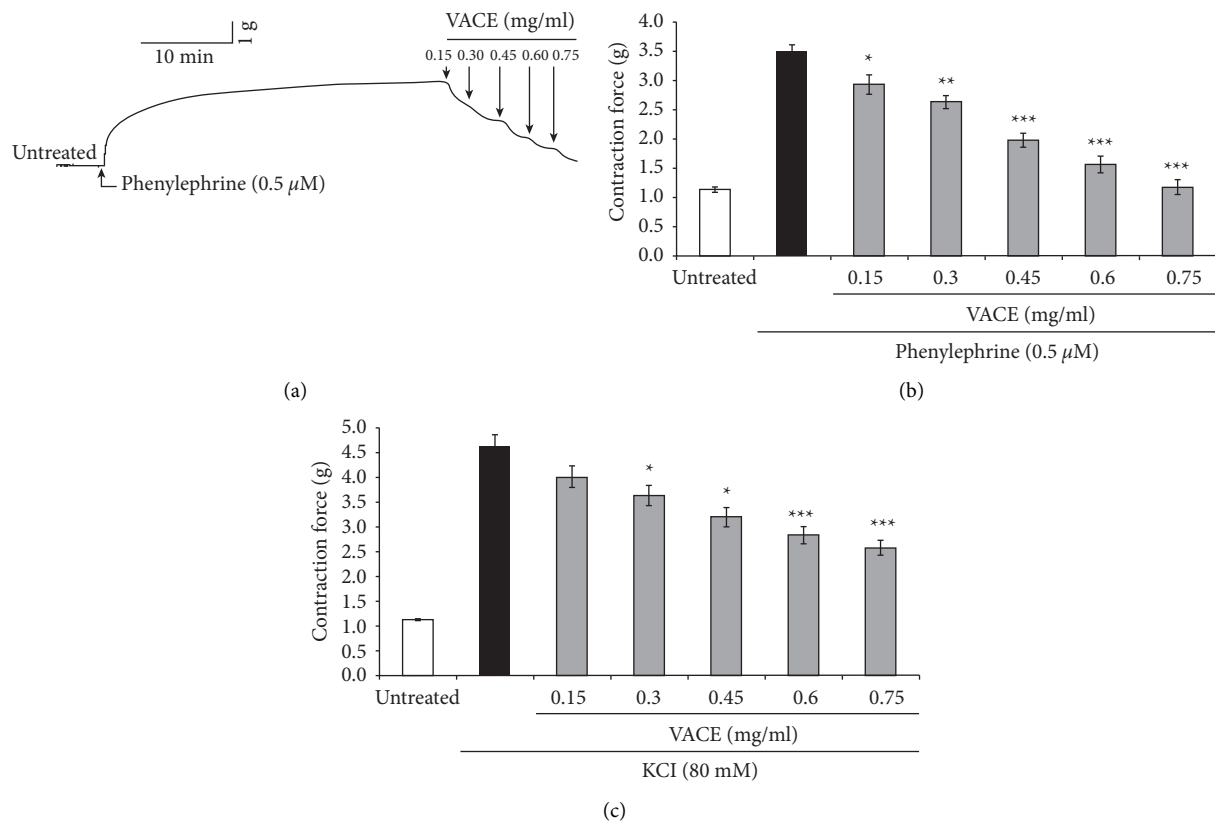 1 g
10 min
VACE
(mg/ml)
0.15 0.30 0.45 0.60 0.75
Untreated
Phenylephrine (0.5 μM)
(a)
Contraction force (g)
4.0
3.5
3.0
2.5
2.0
1.5
1.0
0.5
0.0
*
**
***
***
***
Untreated 0.15 0.3 0.45 0.6 0.75
VACE (mg/ml)
Phenylephrine (0.5 μM)
(b)
Contraction force (g)
5.0
4.5
4.0
3.5
3.0
2.5
2.0
1.5
1.0
0.5
0.0
*
*
***
***
Untreated 0.15 0.3 0.45 0.6 0.75
VACE (mg/ml)
KCI (80 mM)
(c)